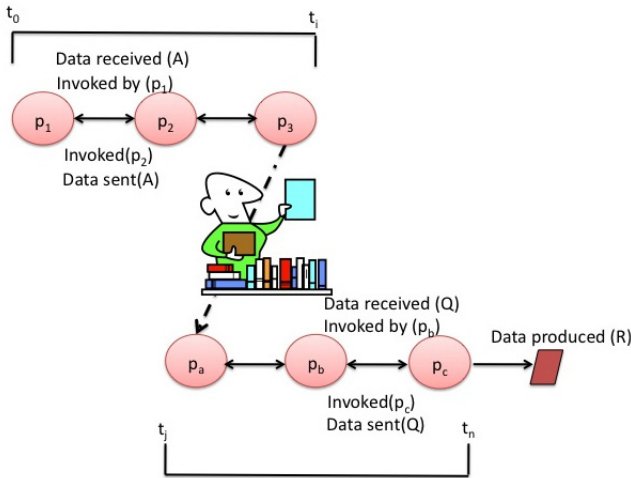 t0 ti
Data received (A)
Invoked by (p1)
p1 p2 p3
Invoked(p2)
Data sent(A)
Data received (Q)
Invoked by (pb)
Data produced (R)
pa pb pc
Invoked(pc)
Data sent(Q)
tj tn